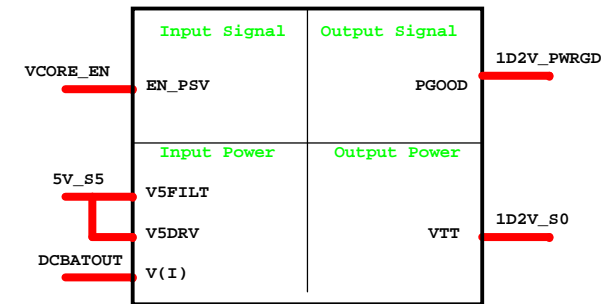 Input Signal Output Signal
1D2V_PWRGD
VCORE_EN
EN_PSV PGOOD
Input Power Output Power
5V_S5
V5FILT
1D2V_S0
V5DRV VTT
DCBATOUT
V(I)